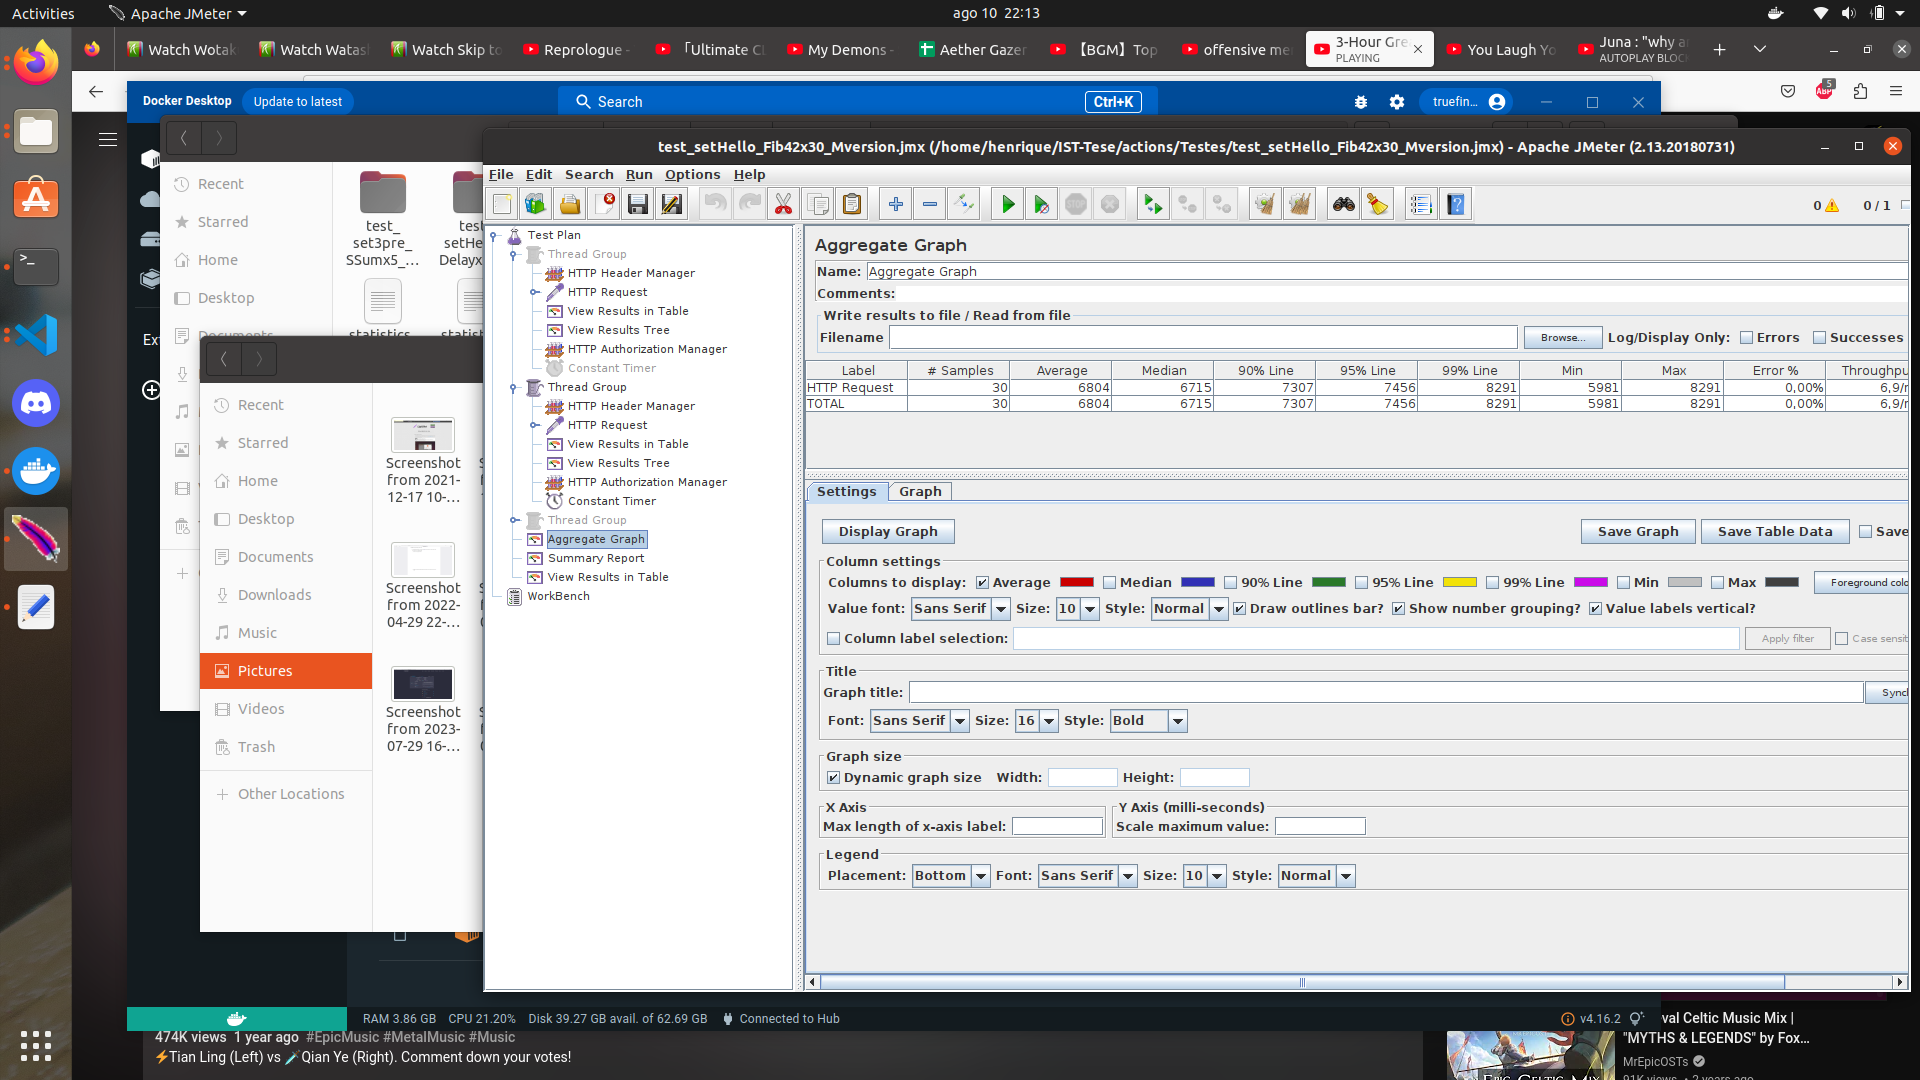 Activities
Apache JMeter
ago 10 22:13
Watch Wotak
Watch Watash
Watch Skip to
Reprologue -
「Ultimate Cl
My Demons -
Aether Gazer
【BGM】Top
offensive me
3-Hour Gre
PLAYING
You Laugh Yo
Juna : "why a
AUTOPLAY BLOC
ABP
5
Docker Desktop
Update to latest
Search
Ctrl+K
truefin...
Recent
Starred
Home
Desktop
Documents
test_
set3pre_
SSumx5_...
Delayx
statistics
Ext
Recent
Starred
Home
Desktop
Documents
Downloads
Music
Pictures
Videos
Trash
Other Locations
Screenshot
from 2021-
12-17 10-...
Screenshot
from 2022-
04-29 22-...
Screenshot
from 2023-
07-29 16-...
test_setHello_Fib42x30_Mversion.jmx (/home/henrique/IST-Tese/actions/Testes/test_setHello_Fib42x30_Mversion.jmx) - Apache JMeter (2.13.20180731)
File Edit Search Run Options Help
0 0 / 1
Test Plan
Thread Group
HTTP Header Manager
HTTP Request
View Results in Table
View Results Tree
HTTP Authorization Manager
Constant Timer
Thread Group
HTTP Header Manager
HTTP Request
View Results in Table
View Results Tree
HTTP Authorization Manager
Constant Timer
Thread Group
Aggregate Graph
Summary Report
View Results in Table
WorkBench
Aggregate Graph
Name: Aggregate Graph
Comments:
Write results to file / Read from file
Filename Browse... Log/Display Only: Errors Successes
Label # Samples Average Median 90% Line 95% Line 99% Line Min Max Error % Throughpu
HTTP Request 30 6804 6715 7307 7456 8291 5981 8291 0,00% 6,9/
TOTAL 30 6804 6715 7307 7456 8291 5981 8291 0,00% 6,9/
Settings Graph
Display Graph Save Graph Save Table Data Save
Column settings
Columns to display: Average Median 90% Line 95% Line 99% Line Min Max Foreground colo
Value font: Sans Serif Size: 10 Style: Normal Draw outlines bar? Show number grouping? Value labels vertical?
Column label selection: Apply filter Case sensit
Title
Graph title: Sync
Font: Sans Serif Size: 16 Style: Bold
Graph size
Dynamic graph size Width: Height:
X Axis
Max length of x-axis label:
Y Axis (milli-seconds)
Scale maximum value:
Legend
Placement: Bottom Font: Sans Serif Size: 10 Style: Normal
RAM 3.86 GB CPU 21.20% Disk 39.27 GB avail. of 62.69 GB Connected to Hub
v4.16.2
474K views 1 year ago #EpicMusic #MetalMusic #Music
⚡Tian Ling (Left) vs Qian Ye (Right). Comment down your votes!
val Celtic Music Mix |
"MYTHS & LEGENDS" by Fox...
MrEpicOSTs